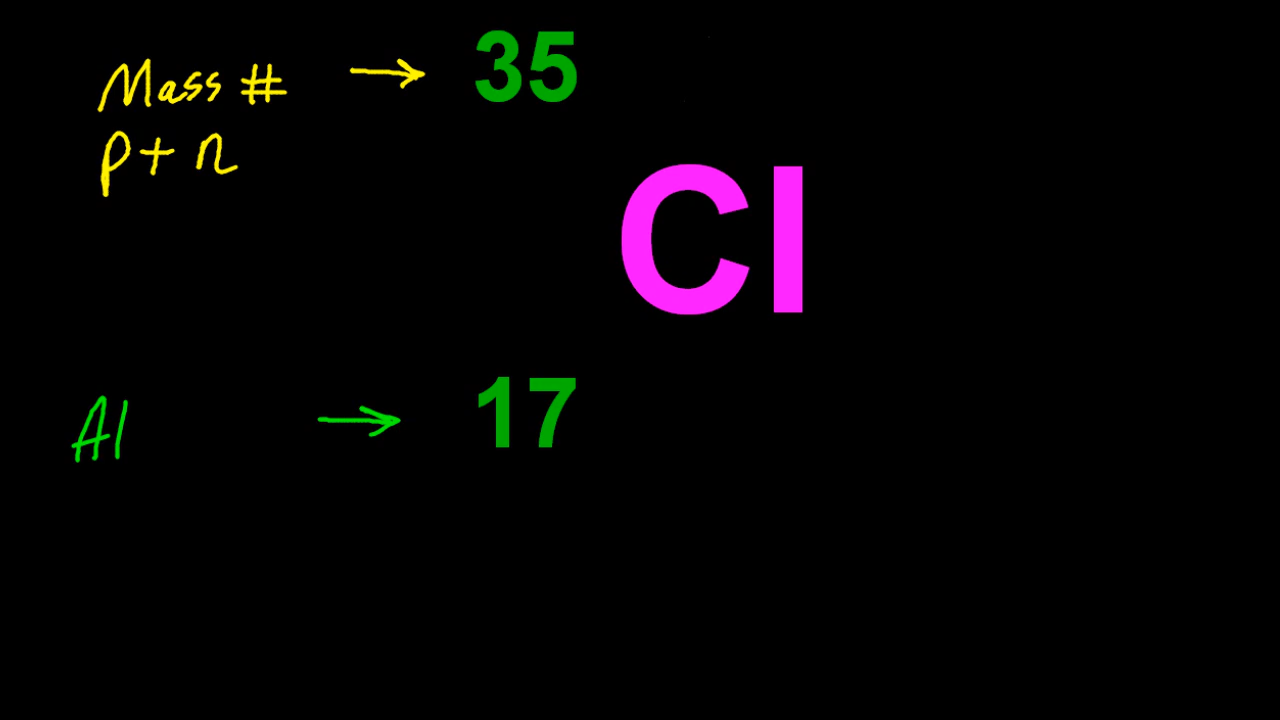 Mass # → 35
p + n
Cl
Al → 17